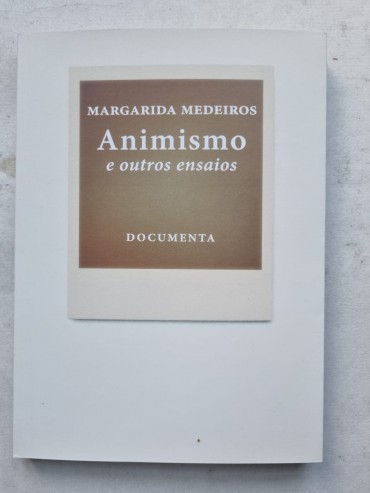 MARGARIDA MEDEIROS
Animismo
e outros ensaios
DOCUMENTA